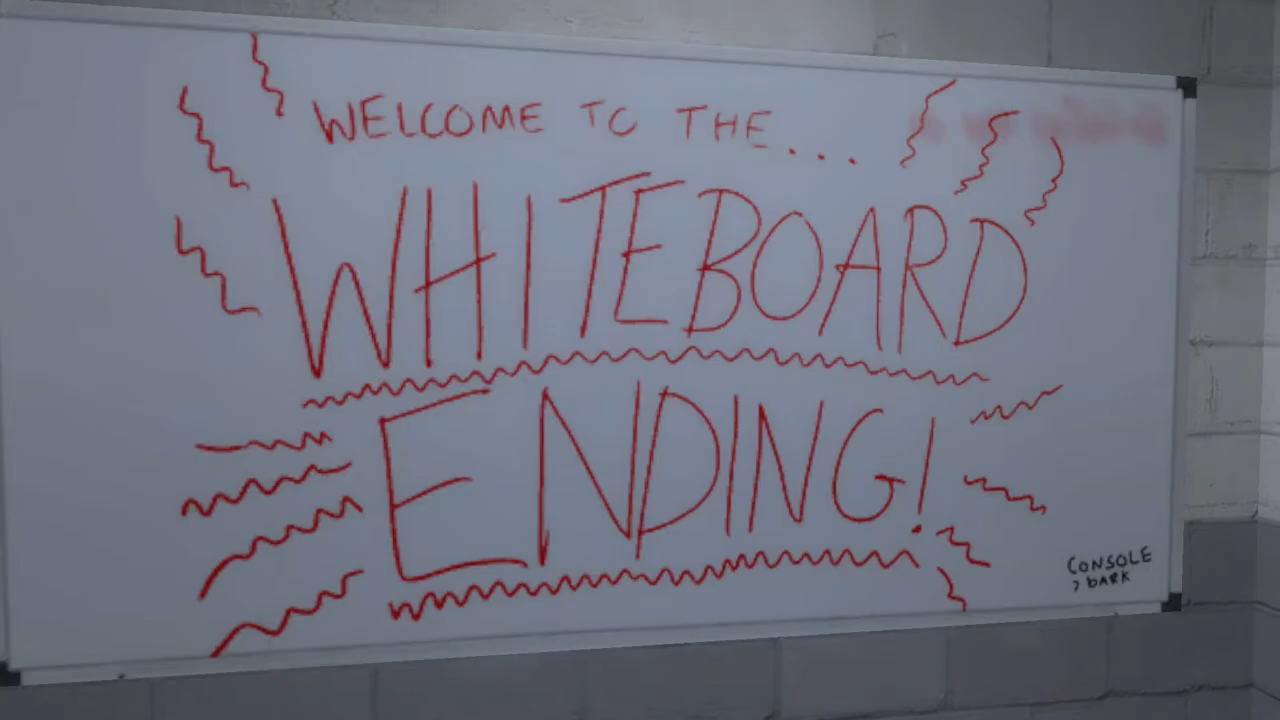 WELCOME TO THE...
WHITEBOARD
ENDING!
CONSOLE
> bARK